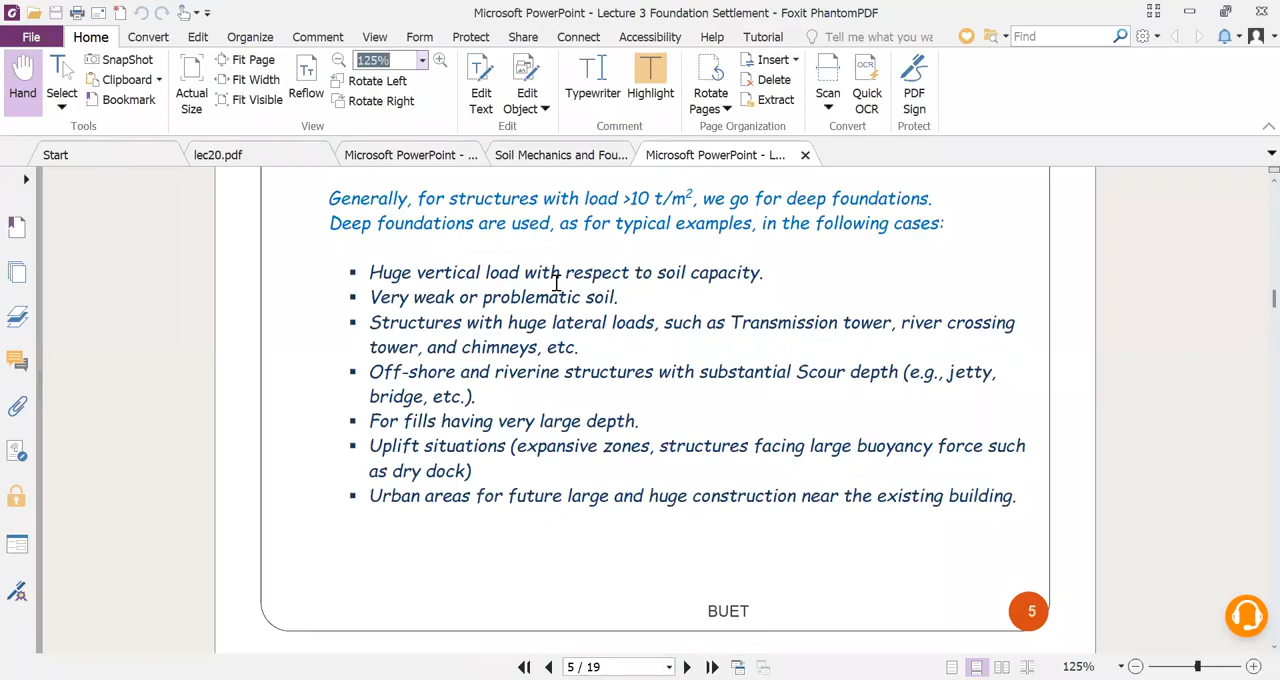 Microsoft PowerPoint - Lecture 3 Foundation Settlement - Foxit PhantomPDF
File Home Convert Edit Organize Comment View Form Protect Share Connect Accessibility Help Tutorial Tell me what you wa Find
Hand
Select
SnapShot
Clipboard
Bookmark
Tools
Actual Size
Fit Page
Fit Width
Fit Visible
Reflow
125%
Rotate Left
Rotate Right
View
Edit Text
Edit Object
Edit
Typewriter
Highlight
Comment
Rotate Pages
Insert
Delete
Extract
Page Organization
Scan
OCR
Quick OCR
Convert
PDF Sign
Protect
Start lec20.pdf Microsoft PowerPoint - ... Soil Mechanics and Fou... Microsoft PowerPoint - L...
Generally, for structures with load >10 t/m², we go for deep foundations.
Deep foundations are used, as for typical examples, in the following cases:
▪ Huge vertical load with respect to soil capacity.
▪ Very weak or problematic soil.
▪ Structures with huge lateral loads, such as Transmission tower, river crossing
tower, and chimneys, etc.
▪ Off-shore and riverine structures with substantial Scour depth (e.g., jetty,
bridge, etc.).
▪ For fills having very large depth.
▪ Uplift situations (expansive zones, structures facing large buoyancy force such
as dry dock)
▪ Urban areas for future large and huge construction near the existing building.
BUET
5
5 / 19
125%